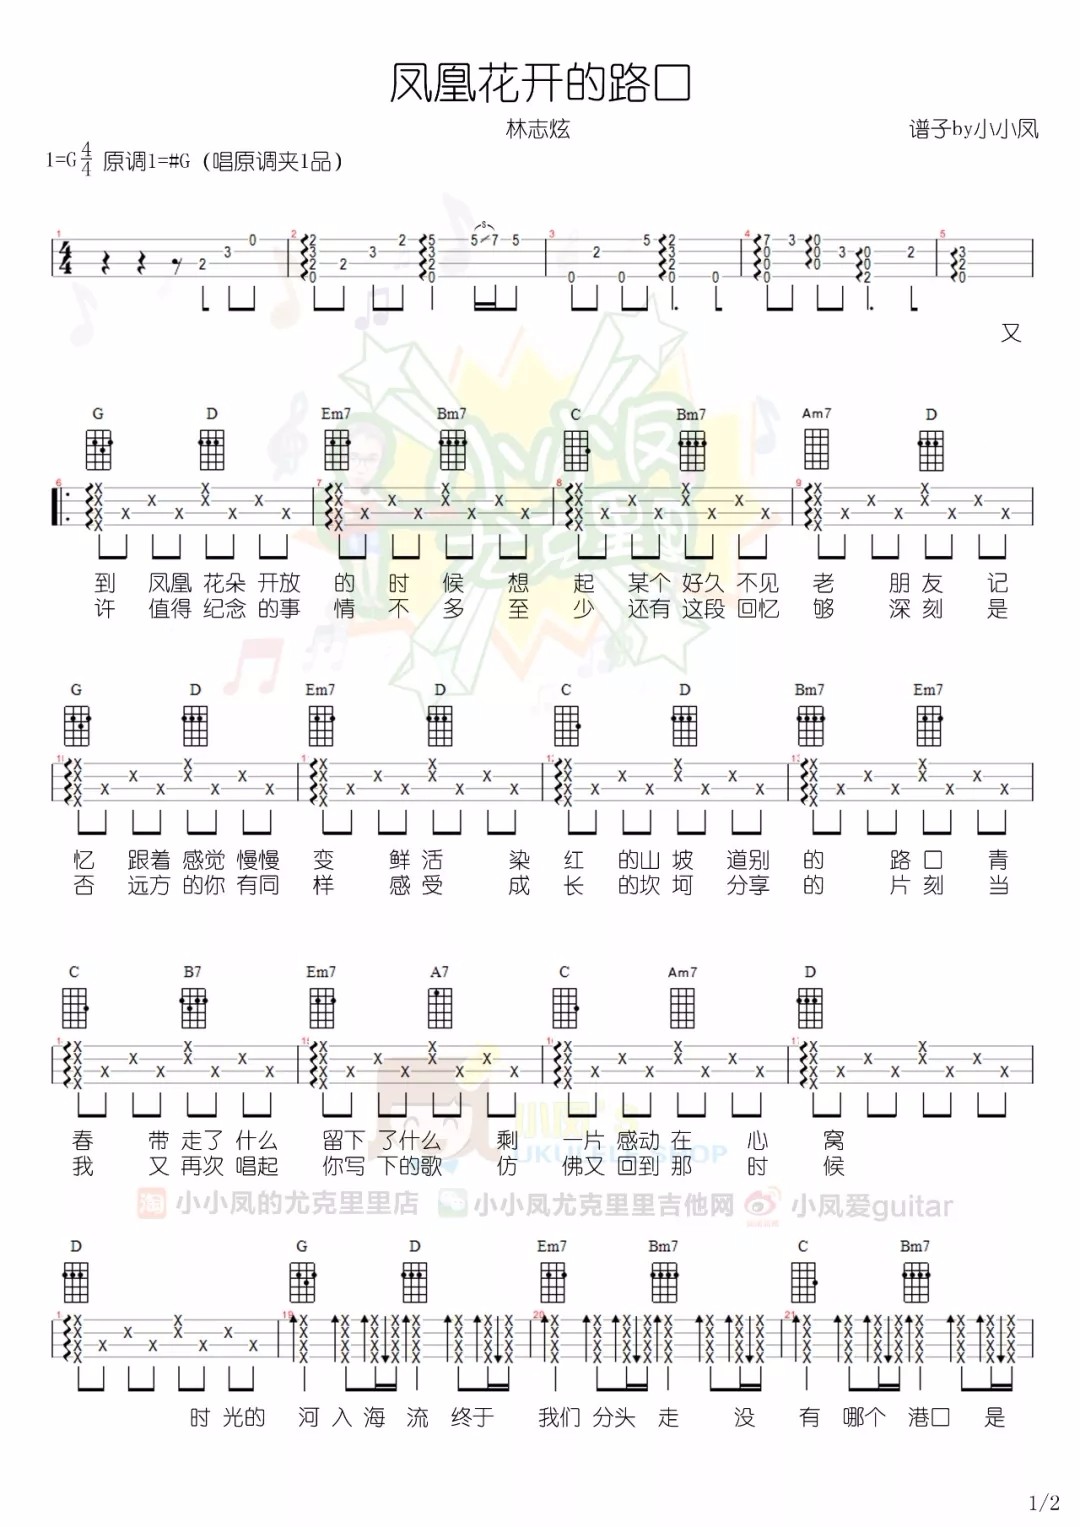 凤凰花开的路口
林志炫
谱子by小小凤
1=G 4/4 原调1=#G（唱原调夹1品）
又
G D Em7 Bm7 C Bm7 Am7 D
到 凤凰 花朵 开放 的 时 候 想 起 某个 好久 不见 老 朋 友 记
许 值得 纪念 的事 情 不 多 至 少 还有 这段 回忆 够 深 刻 是
G D Em7 D C D Bm7 Em7
忆 跟着 感觉 慢慢 变 鲜 活 染 红 的山 坡 道别 的 路 口 青
否 远方 的你 有同 样 感 受 成 长 的坎 坷 分享 的 片 刻 当
C B7 Em7 A7 C Am7 D
春 带 走了 什么 留下 了什么 剩 一片 感动 在 心 窝
我 又 再次 唱起 你写 下的歌 仿 佛又 回到 那 时 候
小凤's
UKULELE SHOP
淘 小小凤的尤克里里店 小小凤尤克里里吉他网 小凤爱guitar
D G D Em7 Bm7 C Bm7
时 光的 河 入 海 流 终于 我们 分头 走 没 有 哪个 港口 是
1/2